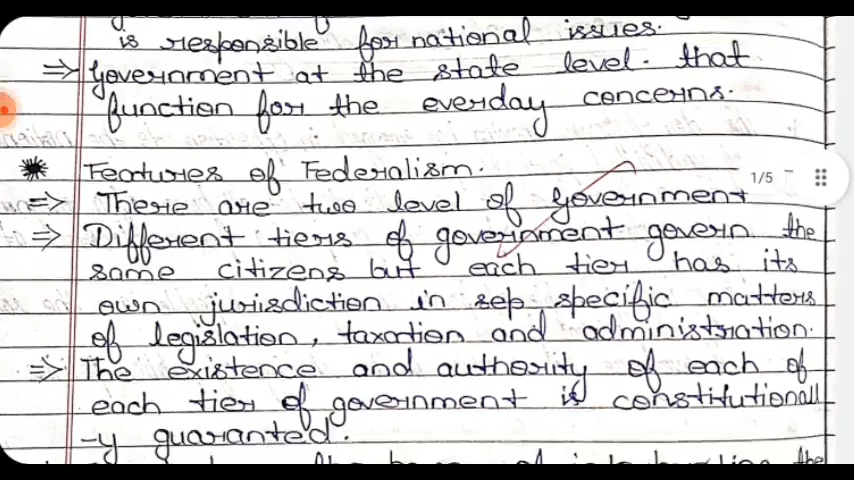 is responsible for national issues.
⇒ Government at the state level. that
function for the everyday concerns.
Features of Federalism.
1/5
⇒ There are two level of government
⇒ Different tiers of government govern the
same citizens but each tier has its
own jurisdiction in sep specific matters
of legislation, taxation and administration.
⇒ The existence and authority of each of
each tier of government is constitutionall
-y guaranted.